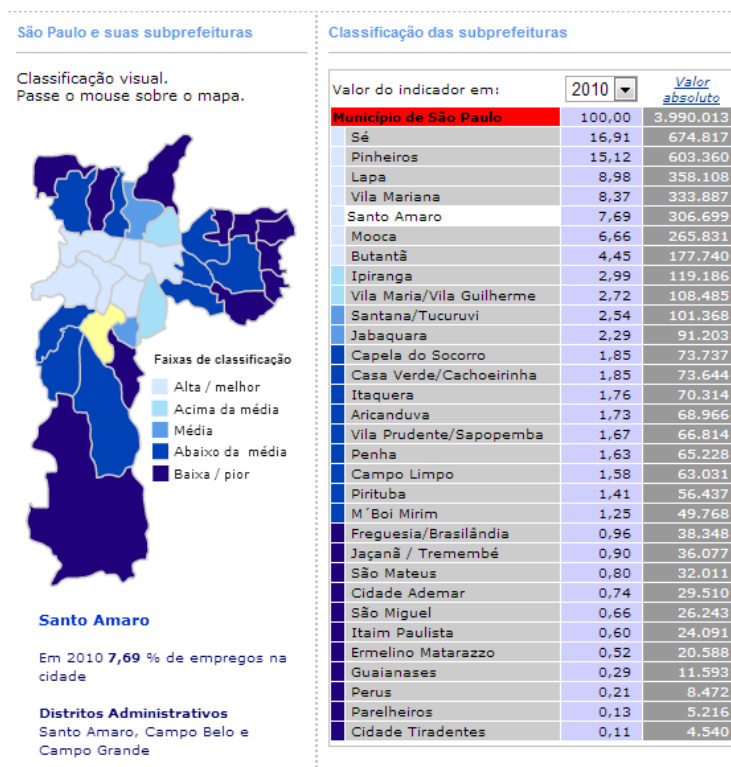 São Paulo e suas subprefeituras
Classificação visual.
Passe o mouse sobre o mapa.
Faixas de classificação
Alta / melhor
Acima da média
Média
Abaixo da média
Baixa / pior
Santo Amaro
Em 2010 7,69 % de empregos na
cidade
Distritos Administrativos
Santo Amaro, Campo Belo e
Campo Grande
Classificação das subprefeituras
Valor do indicador em: 2010 Valor
absoluto
Município de São Paulo 100,00 3.990.013
Sé 16,91 674.817
Pinheiros 15,12 603.360
Lapa 8,98 358.108
Vila Mariana 8,37 333.887
Santo Amaro 7,69 306.699
Mooca 6,66 265.831
Butantã 4,45 177.740
Ipiranga 2,99 119.186
Vila Maria/Vila Guilherme 2,72 108.485
Santana/Tucuruvi 2,54 101.368
Jabaquara 2,29 91.203
Capela do Socorro 1,85 73.737
Casa Verde/Cachoeirinha 1,85 73.644
Itaquera 1,76 70.314
Aricanduva 1,73 68.966
Vila Prudente/Sapopemba 1,67 66.814
Penha 1,63 65.228
Campo Limpo 1,58 63.031
Pirituba 1,41 56.437
M´Boi Mirim 1,25 49.768
Freguesia/Brasilândia 0,96 38.348
Jaçanã / Tremembé 0,90 36.077
São Mateus 0,80 32.011
Cidade Ademar 0,74 29.510
São Miguel 0,66 26.243
Itaim Paulista 0,60 24.091
Ermelino Matarazzo 0,52 20.588
Guaianases 0,29 11.593
Perus 0,21 8.472
Parelheiros 0,13 5.216
Cidade Tiradentes 0,11 4.540